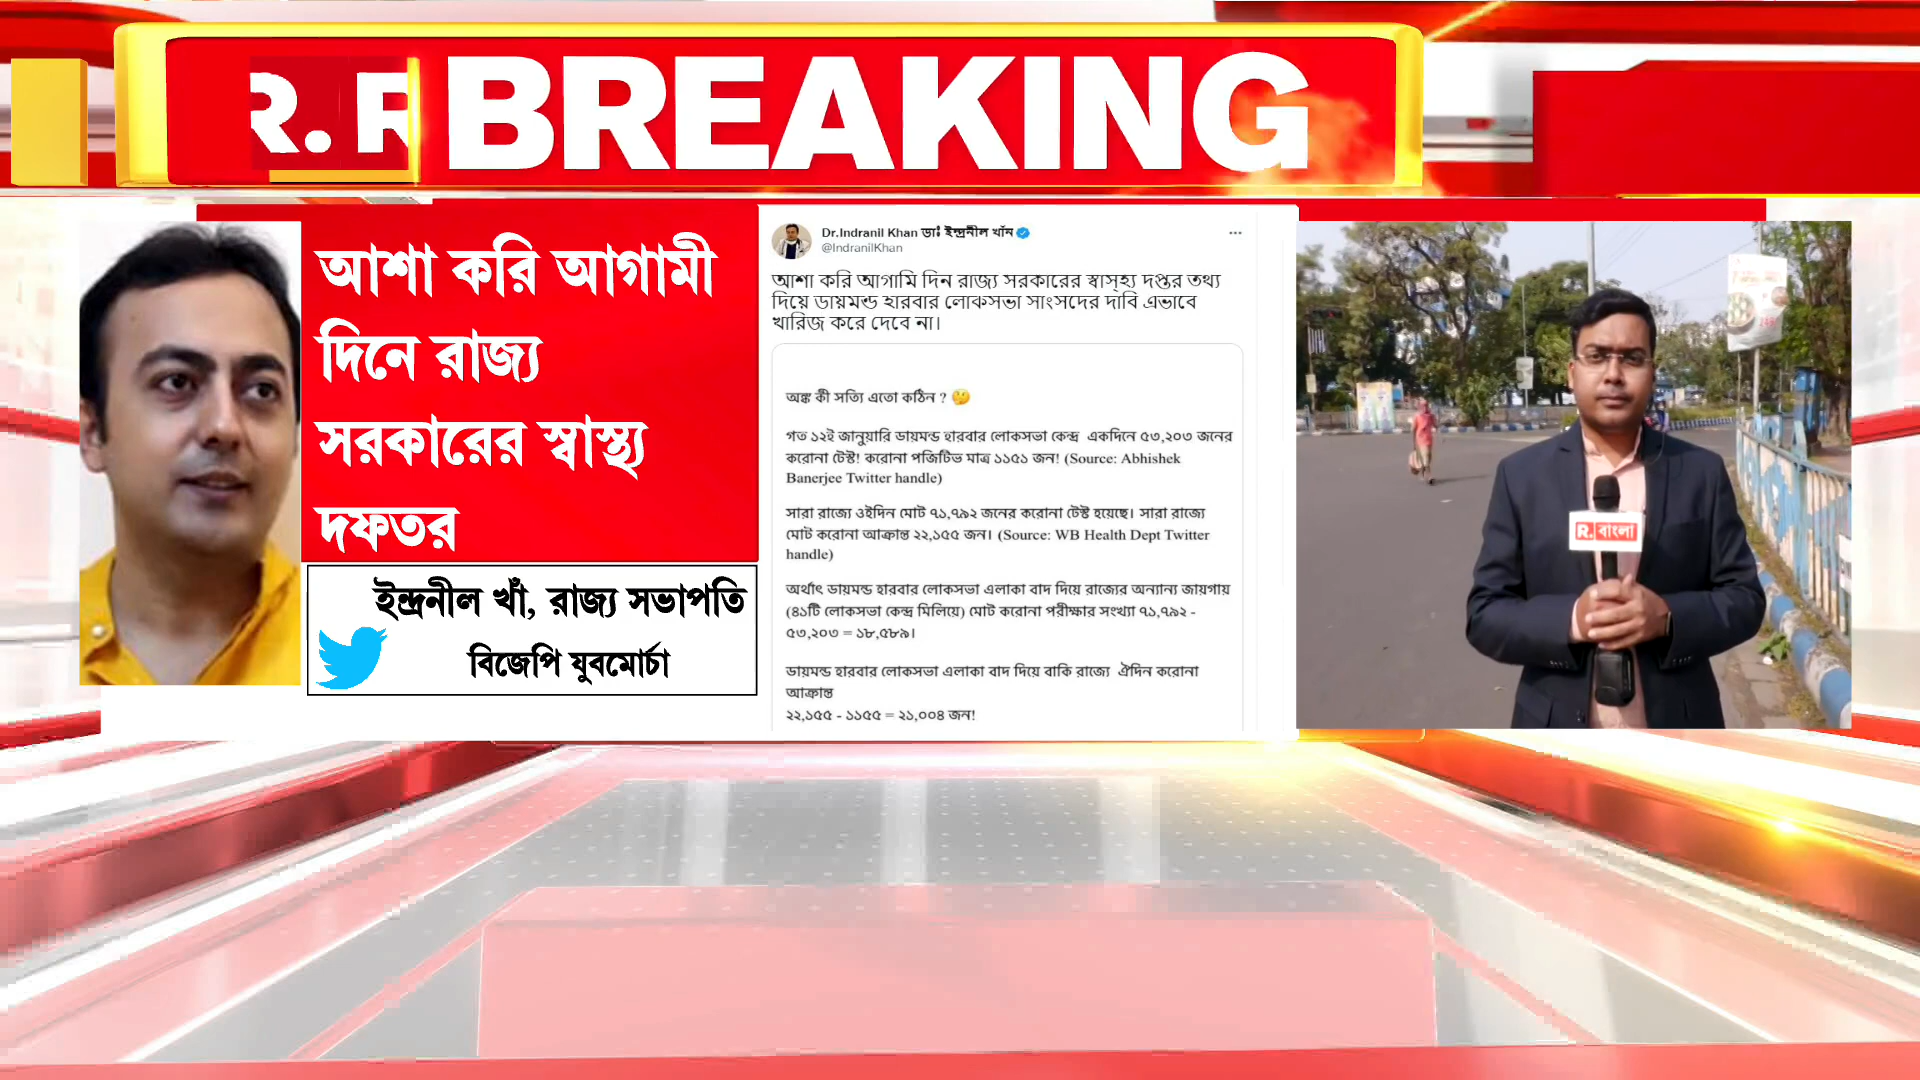 R. R
BREAKING
আশা করি আগামী
দিনে রাজ্য
সরকারের স্বাস্থ্য
দফতর
ইন্দ্রনীল খাঁ, রাজ্য সভাপতি
বিজেপি যুবমোর্চা
Dr.Indranil Khan ডাঃ ইন্দ্রনীল খাঁন
@IndranilKhan
আশা করি আগামি দিন রাজ্য সরকারের স্বাস্হ্য দপ্তর তথ্য
দিয়ে ডায়মন্ড হারবার লোকসভা সাংসদের দাবি এভাবে
খারিজ করে দেবে না।
অঙ্ক কী সত্যি এতো কঠিন ? 🤔
গত ১২ই জানুয়ারি ডায়মন্ড হারবার লোকসভা কেন্দ্র একদিনে ৫৩,২০৩ জনের
করোনা টেস্ট! করোনা পজিটিভ মাত্র ১১৫১ জন! (Source: Abhishek
Banerjee Twitter handle)
সারা রাজ্যে ওইদিন মোট ৭১,৭৯২ জনের করোনা টেস্ট হয়েছে। সারা রাজ্যে
মোট করোনা আক্রান্ত ২২,১৫৫ জন। (Source: WB Health Dept Twitter
handle)
অর্থাৎ ডায়মন্ড হারবার লোকসভা এলাকা বাদ দিয়ে রাজ্যের অন্যান্য জায়গায়
(৪১টি লোকসভা কেন্দ্র মিলিয়ে) মোট করোনা পরীক্ষার সংখ্যা ৭১,৭৯২ -
৫৩,২০৩ = ১৮,৫৮৯।
ডায়মন্ড হারবার লোকসভা এলাকা বাদ দিয়ে বাকি রাজ্যে ঐদিন করোনা
আক্রান্ত
২২,১৫৫ - ১১৫৫ = ২১,০০৪ জন!
R. বাংলা